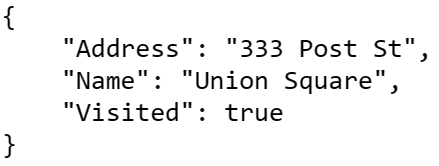 {
    "Address": "333 Post St",
    "Name": "Union Square",
    "Visited": true
}